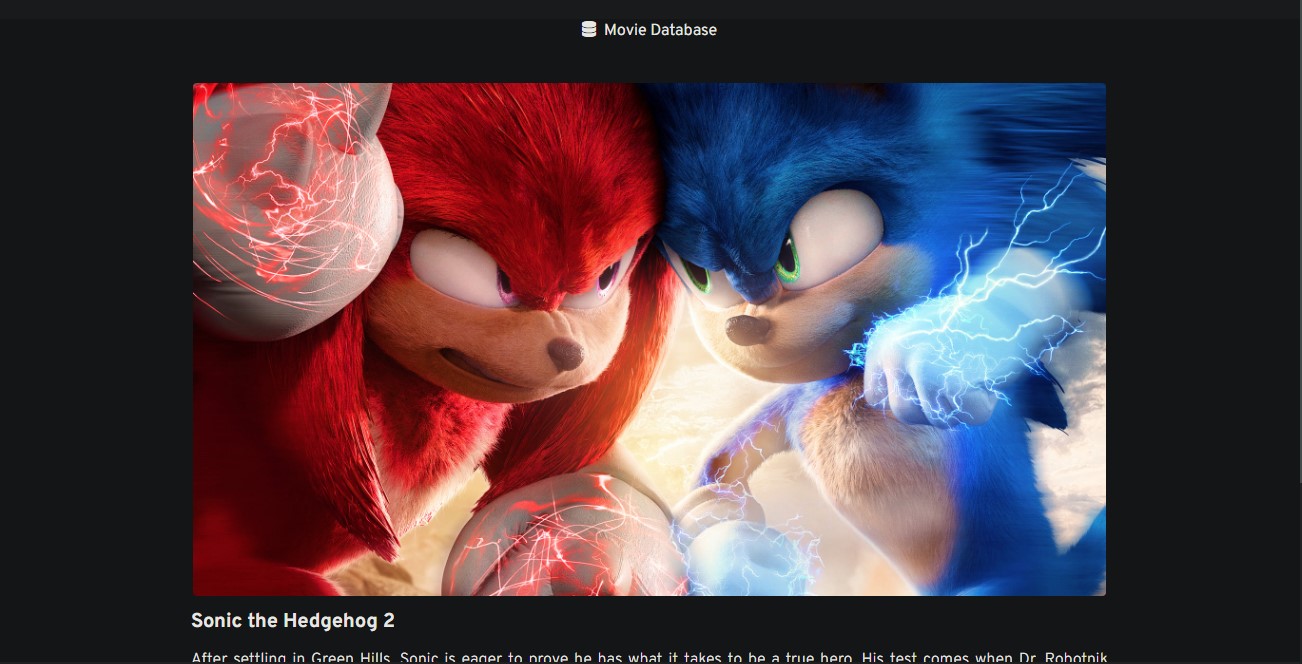 Movie Database
Sonic the Hedgehog 2
After settling in Green Hills, Sonic is eager to prove he has what it takes to be a true hero. His test comes when Dr. Robotnik